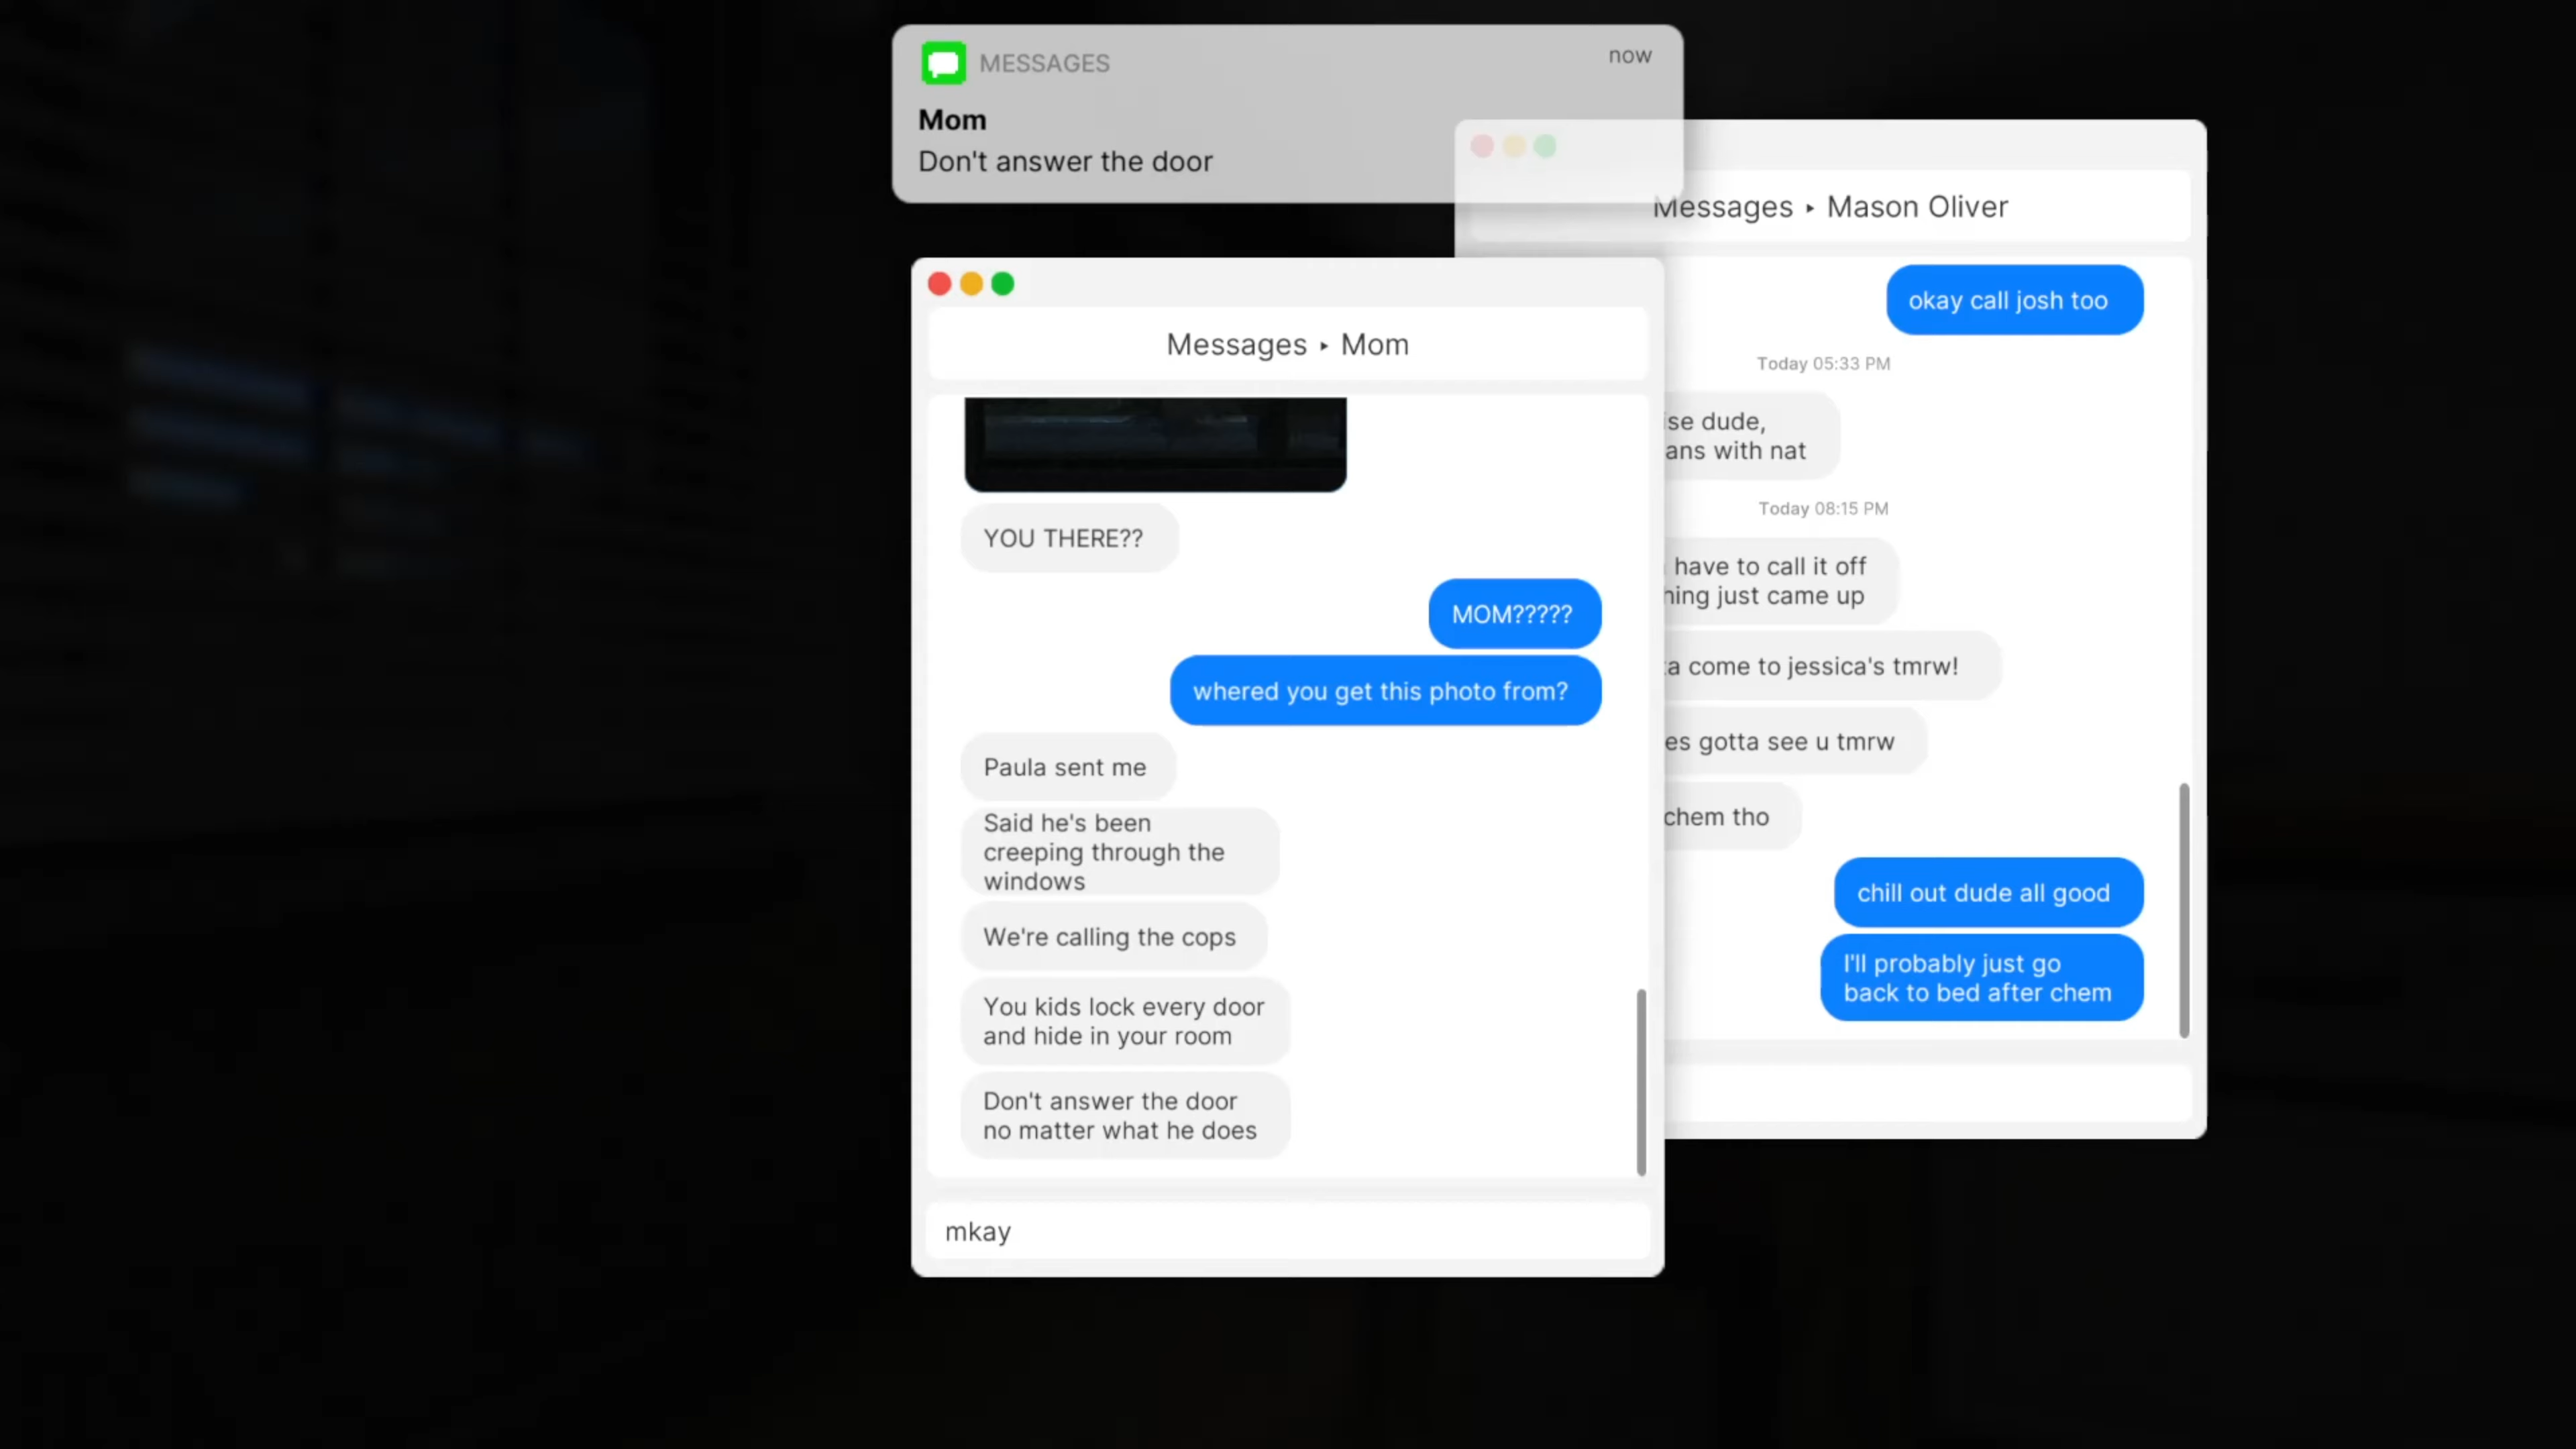 MESSAGES
now
Mom
Don't answer the door
Messages ‣ Mason Oliver
okay call josh too
Today 05:33 PM
dude,
with nat
Today 08:15 PM
have to call it off
just came up
come to jessica's tmrw!
gotta see u tmrw
chem tho
chill out dude all good
I'll probably just go
back to bed after chem
Messages ‣ Mom
YOU THERE??
MOM?????
whered you get this photo from?
Paula sent me
Said he's been
creeping through the
windows
We're calling the cops
You kids lock every door
and hide in your room
Don't answer the door
no matter what he does
mkay